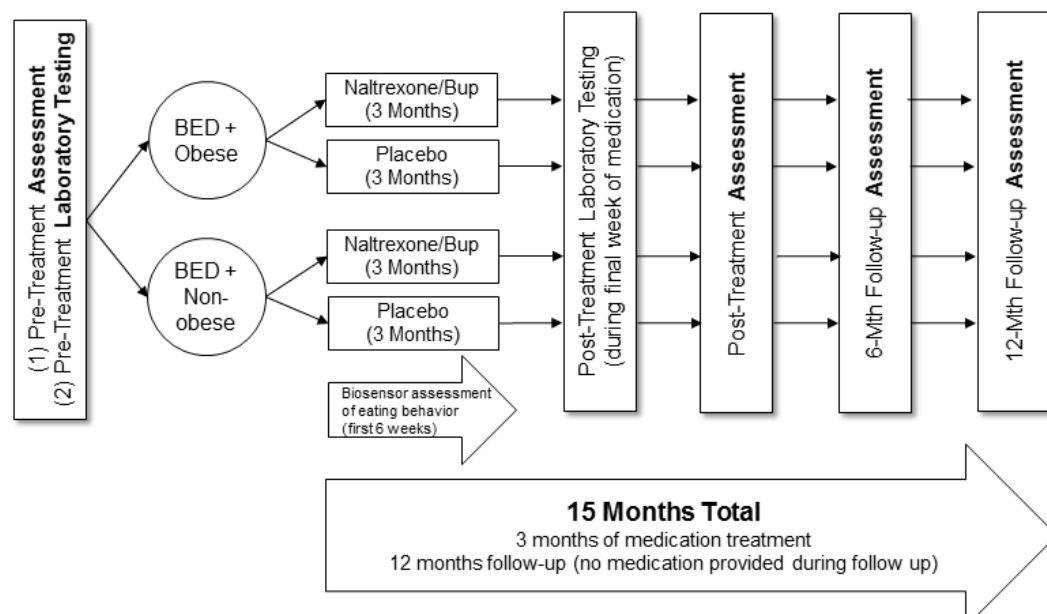 (1) Pre-Treatment Assessment
(2) Pre-Treatment Laboratory Testing
BED +
Obese
BED +
Non-
obese
Naltrexone/Bup
(3 Months)
Placebo
(3 Months)
Naltrexone/Bup
(3 Months)
Placebo
(3 Months)
Biosensor assessment
of eating behavior
(first 6 weeks)
Post-Treatment Laboratory Testing
(during final week of medication)
Post-Treatment Assessment
6-Mth Follow-up Assessment
12-Mth Follow-up Assessment
15 Months Total
3 months of medication treatment
12 months follow-up (no medication provided during follow up)